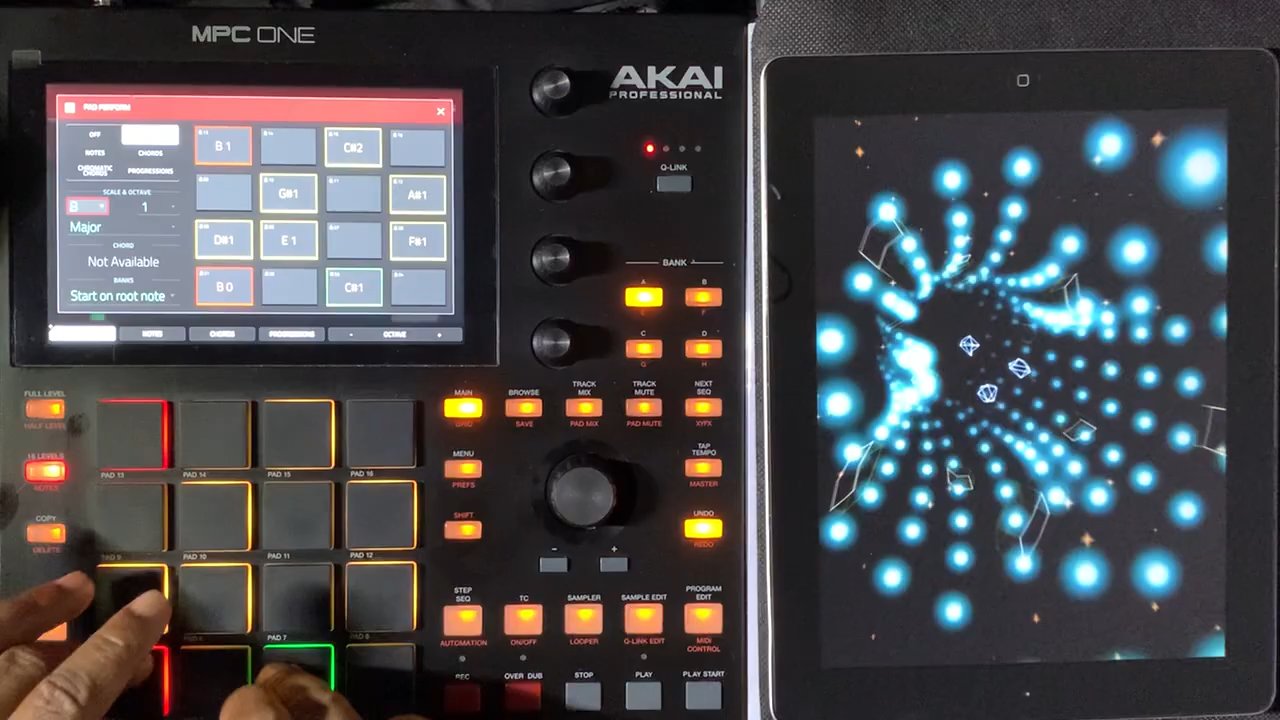 MPC ONE
AKAI
PROFESSIONAL
PAD PERFORM
OFF
NOTES
CHORDS
CHROMATIC
CHORDS
PROGRESSIONS
SCALE & OCTAVE
B
1
Major
CHORD
Not Available
BANKS
Start on root note
B 1
C#2
G#1
A#1
D#1
E 1
F#1
B 0
C#1
NOTES
CHORDS
PROGRESSIONS
-
OCTAVE
+
Q-LINK
BANK
A
B
C
D
G
H
FULL LEVEL
HALF LEVEL
16 LEVELS
NOTES
COPY
DELETE
PAD 13
PAD 14
PAD 15
PAD 16
PAD 9
PAD 10
PAD 11
PAD 12
PAD 7
PAD 8
MAIN
GRID
BROWSE
SAVE
TRACK
MIX
PAD MIX
TRACK
MUTE
PAD MUTE
NEXT
SEQ
XYFX
MENU
PREFS
TAP
TEMPO
MASTER
SHIFT
UNDO
REDO
-
+
STEP
SEQ
AUTOMATION
TC
ON/OFF
SAMPLER
LOOPER
SAMPLE EDIT
Q-LINK EDIT
PROGRAM
EDIT
MIDI
CONTROL
REC
OVER DUB
STOP
PLAY
PLAY START